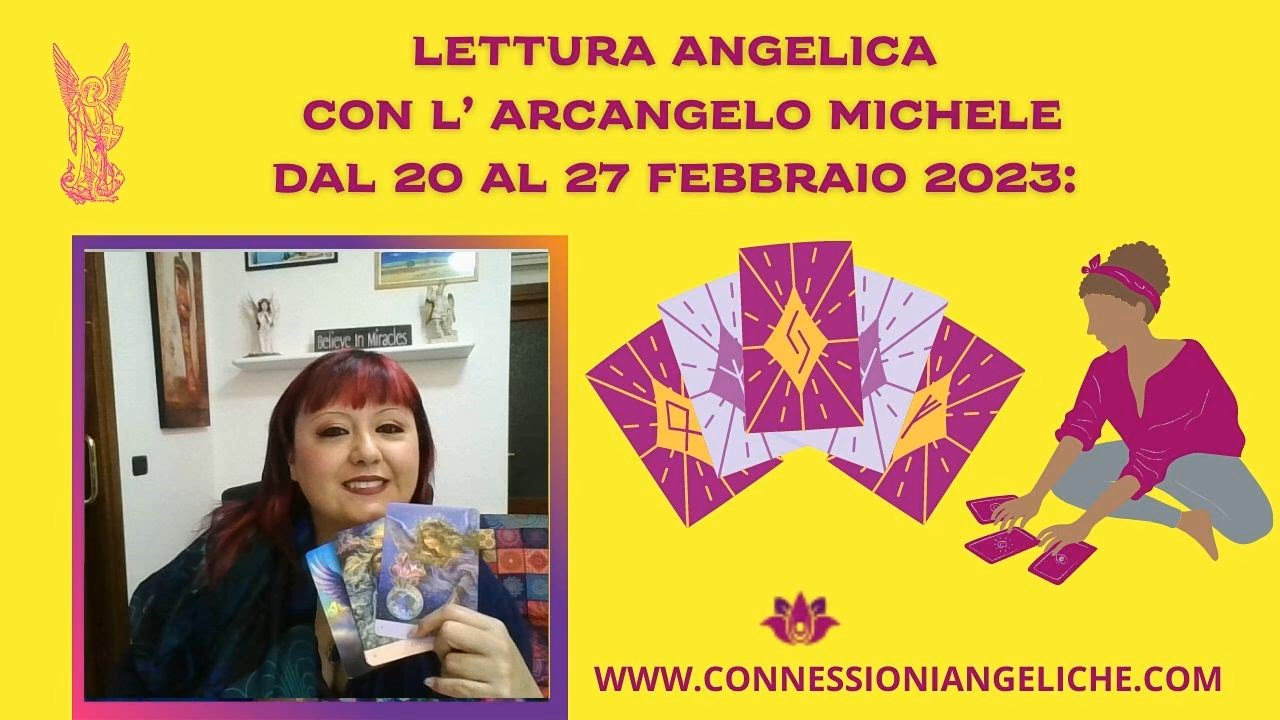 LETTURA ANGELICA
CON L' ARCANGELO MICHELE
DAL 20 AL 27 FEBBRAIO 2023:
Believe In Miracles
WWW.CONNESSIONIANGELICHE.COM